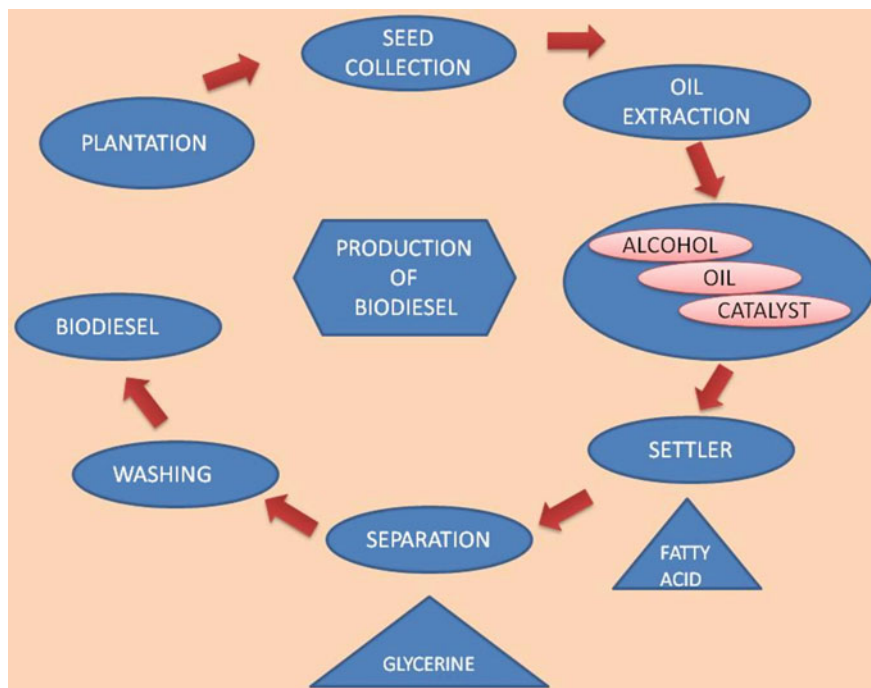 SEED
COLLECTION
OIL
EXTRACTION
PLANTATION
ALCOHOL
OIL
CATALYST
PRODUCTION
OF
BIODIESEL
BIODIESEL
SETTLER
WASHING
SEPARATION
FATTY
ACID
GLYCERINE